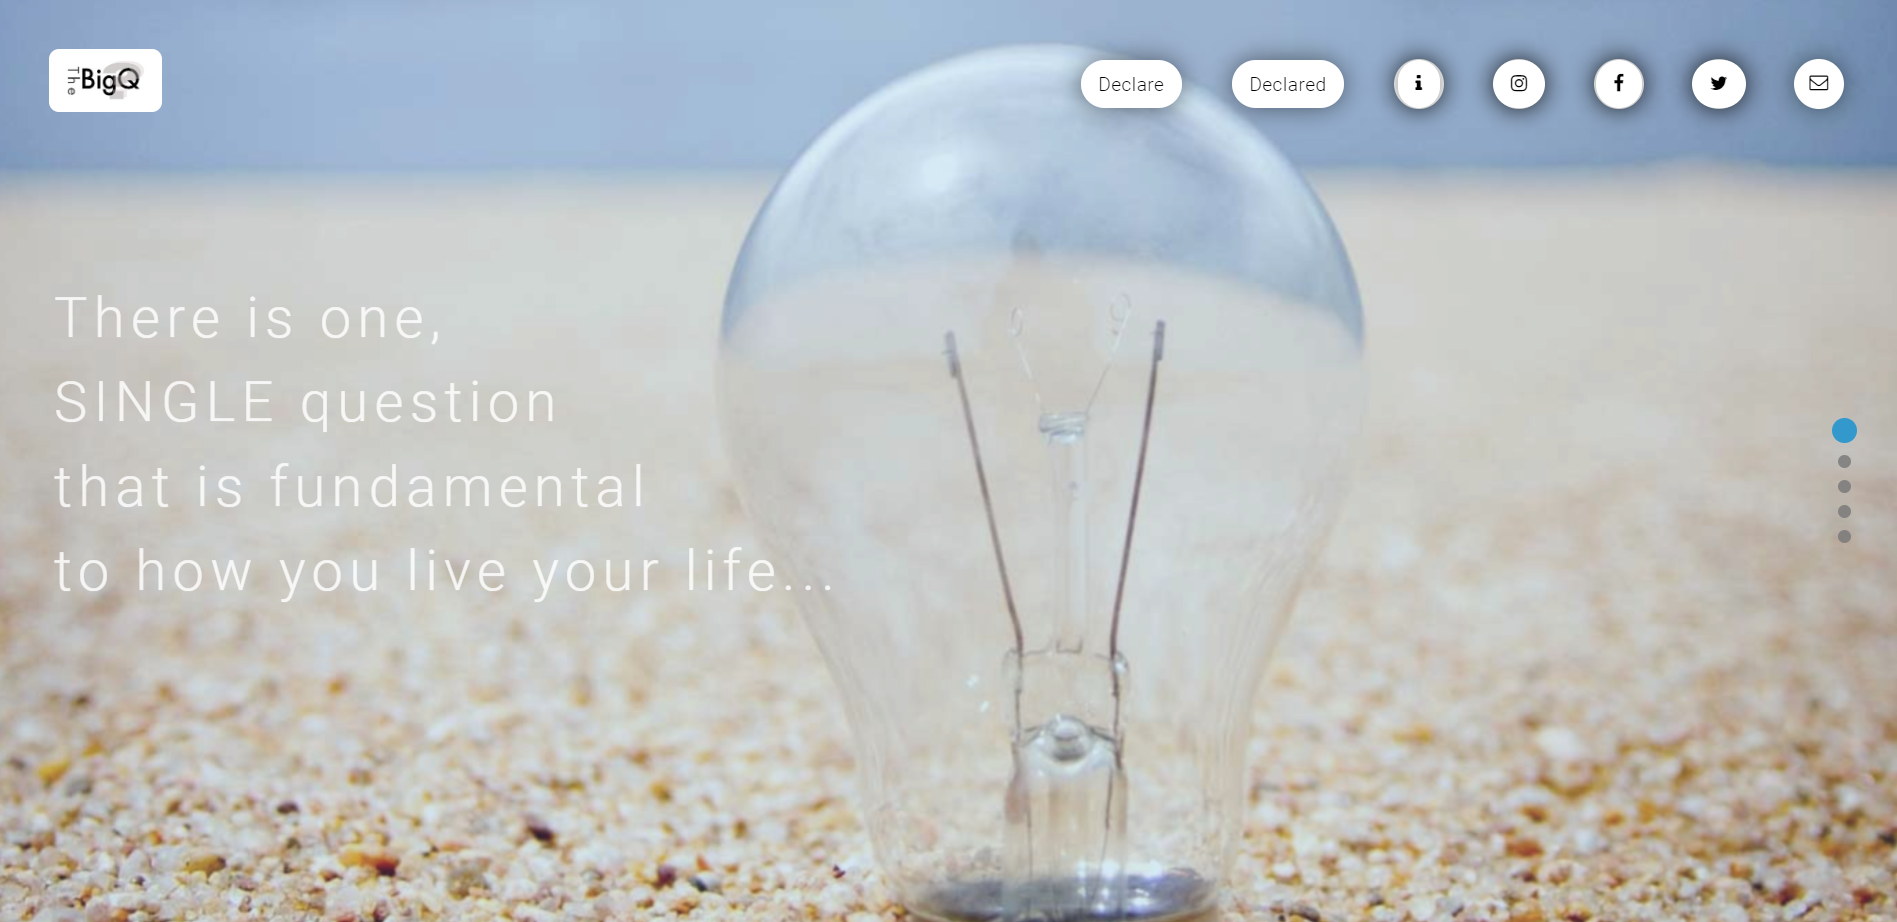 The BigQ
Declare
Declared
There is one,
SINGLE question
that is fundamental
to how you live your life...